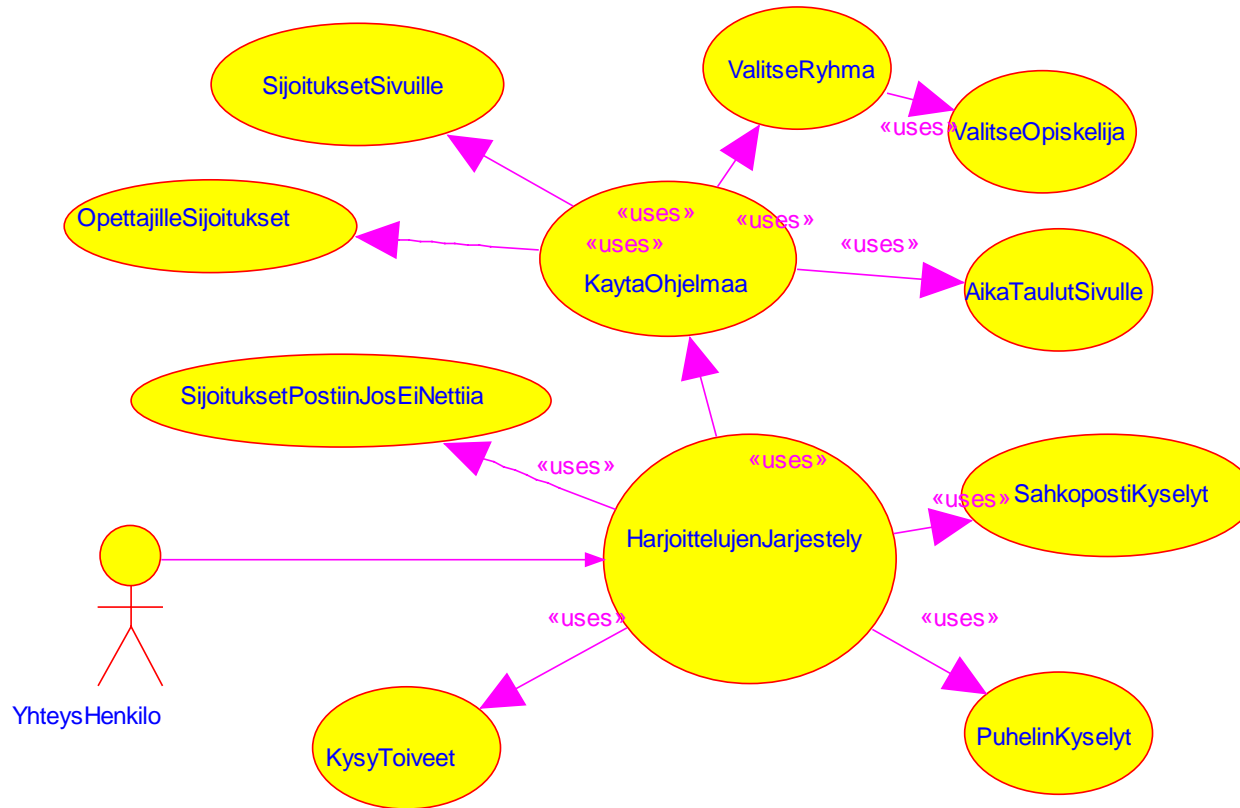 ValitseRyhma
SijoituksetSivuille
«uses»
ValitseOpiskelija
OpettajilleSijoitukset
«uses»
«uses»
«uses»
«uses»
KaytaOhjelmaa
AikaTaulutSivulle
SijoituksetPostiinJosEiNettiia
«uses»
«uses»
«uses»
SahkopostiKyselyt
HarjoittelujenJarjestely
«uses»
«uses»
YhteysHenkilo
KysyToiveet
PuhelinKyselyt